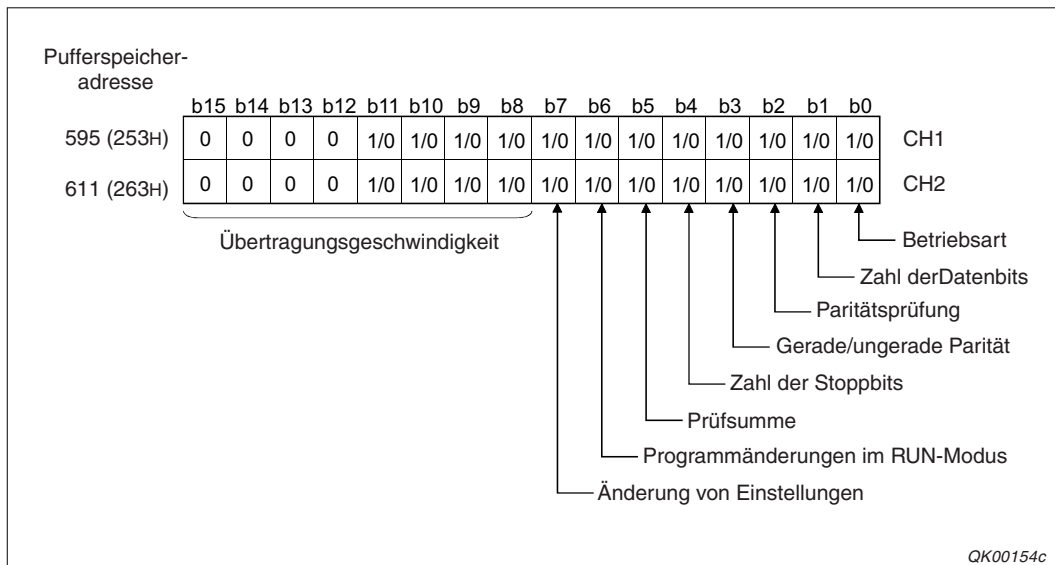 Pufferspeicher-
adresse
b15 b14 b13 b12 b11 b10 b9 b8 b7 b6 b5 b4 b3 b2 b1 b0
595 (253H) 0 0 0 0 1/0 1/0 1/0 1/0 1/0 1/0 1/0 1/0 1/0 1/0 1/0 1/0 CH1
611 (263H) 0 0 0 0 1/0 1/0 1/0 1/0 1/0 1/0 1/0 1/0 1/0 1/0 1/0 1/0 CH2
Übertragungsgeschwindigkeit
Betriebsart
Zahl derDatenbits
Paritätsprüfung
Gerade/ungerade Parität
Zahl der Stoppbits
Prüfsumme
Programmänderungen im RUN-Modus
Änderung von Einstellungen
QK00154c